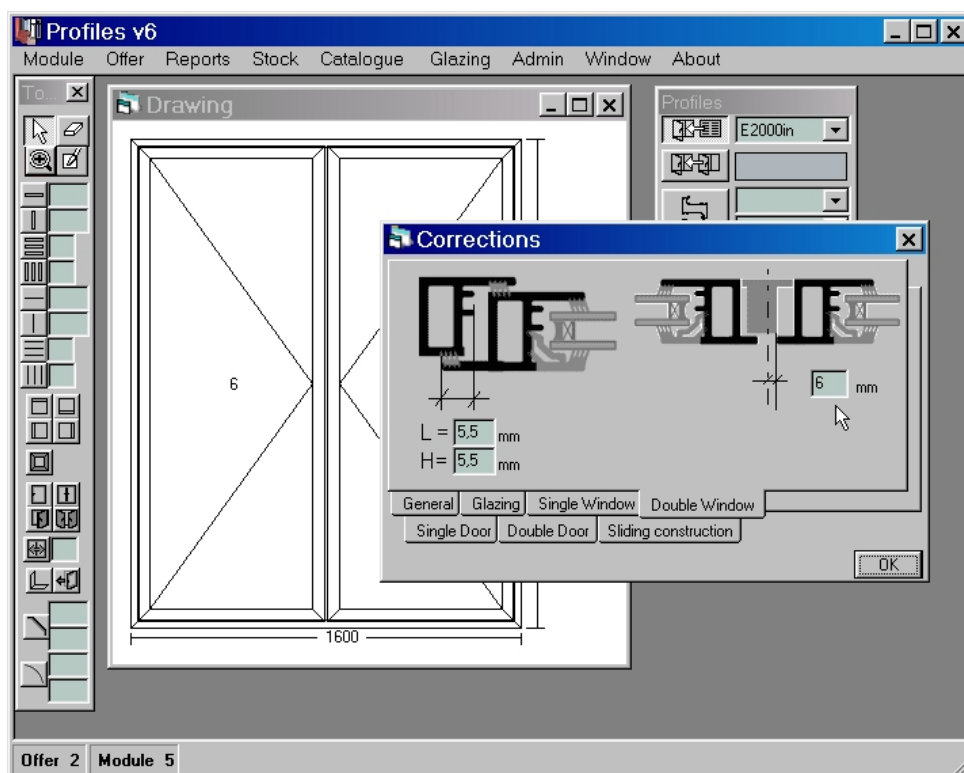 Profiles v6
Module Offer Reports Stock Catalogue Glazing Admin Window About
To...
Drawing
Profiles
E2000in
Corrections
6
6 mm
L = 5,5 mm
H= 5,5 mm
General Glazing Single Window Double Window
Single Door Double Door Sliding construction
OK
1600
Offer 2 Module 5